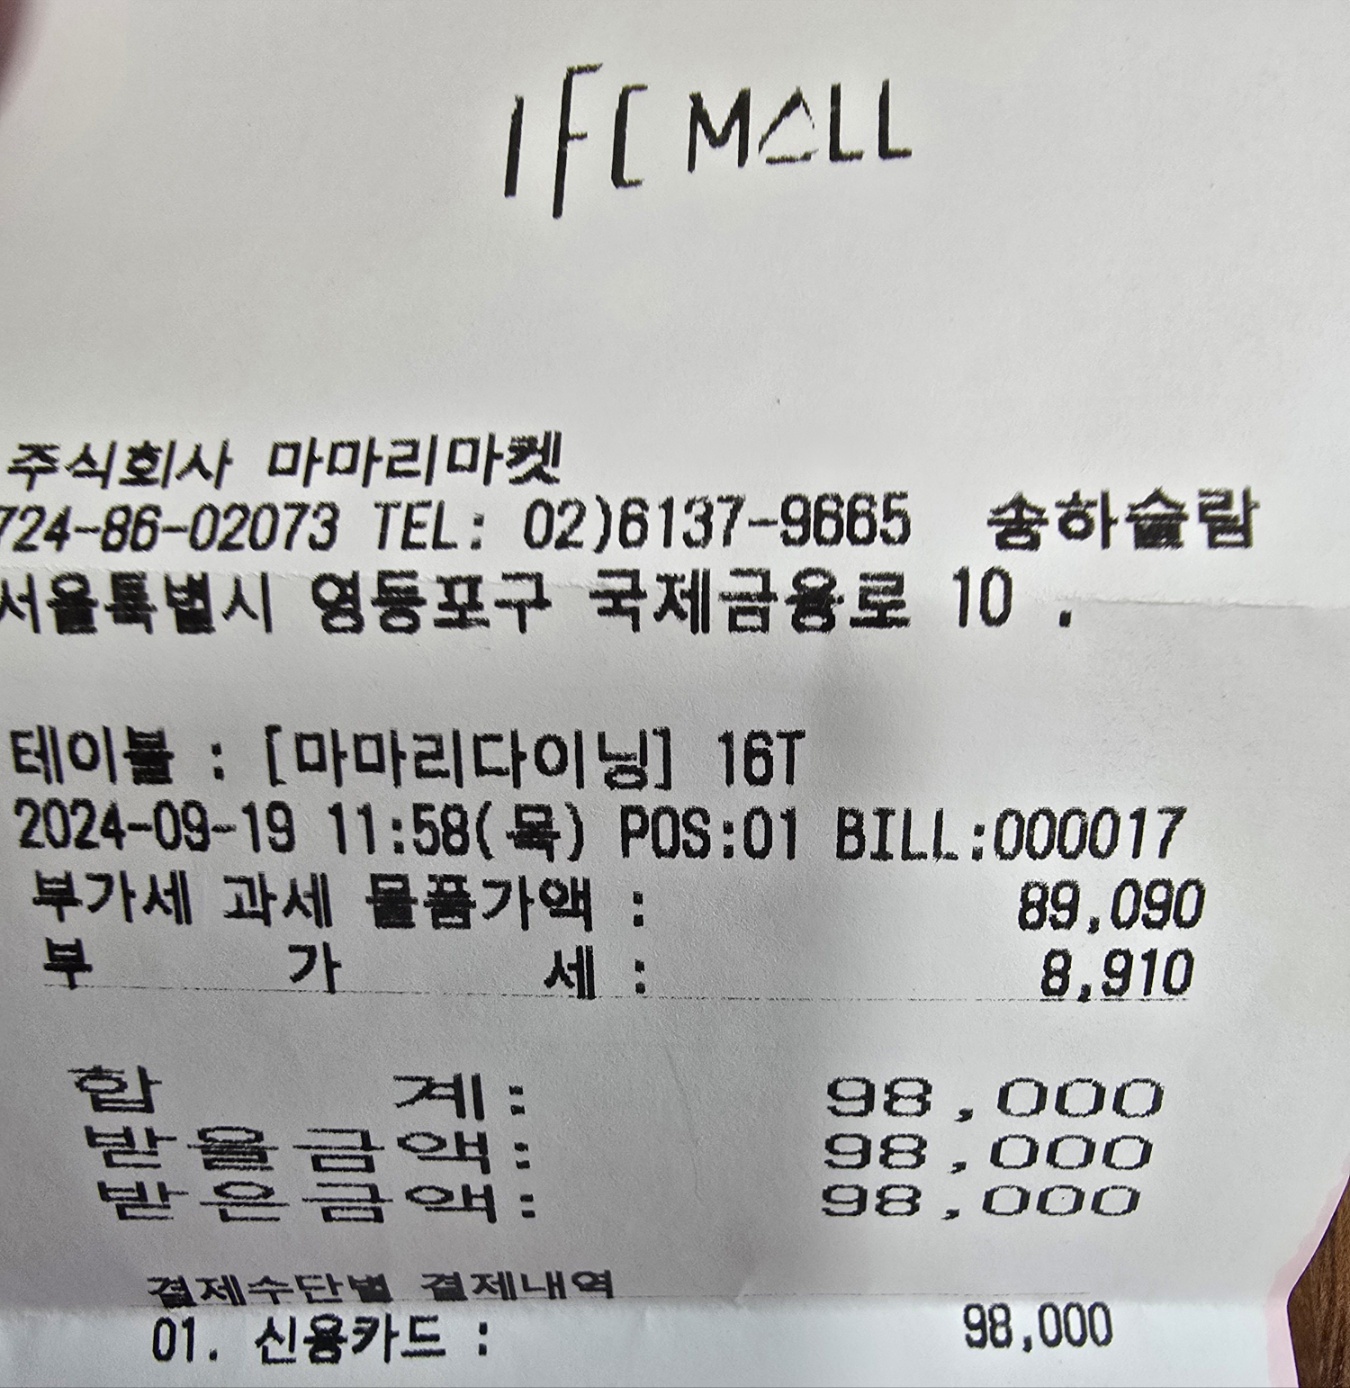 IFC MALL
주식회사 마마리마켓
724-86-02073 TEL: 02)6137-9665 송하슬람
서울특별시 영등포구 국제금융로 10 .
테이블 : [마마리다이닝] 16T
2024-09-19 11:58(목) POS:01 BILL:000017
부가세 과세 물품가액 : 89,090
부 가 세 : 8,910
합 계: 98,000
받을금액: 98,000
받은금액: 98,000
결제수단별 결제내역
01. 신용카드 : 98,000